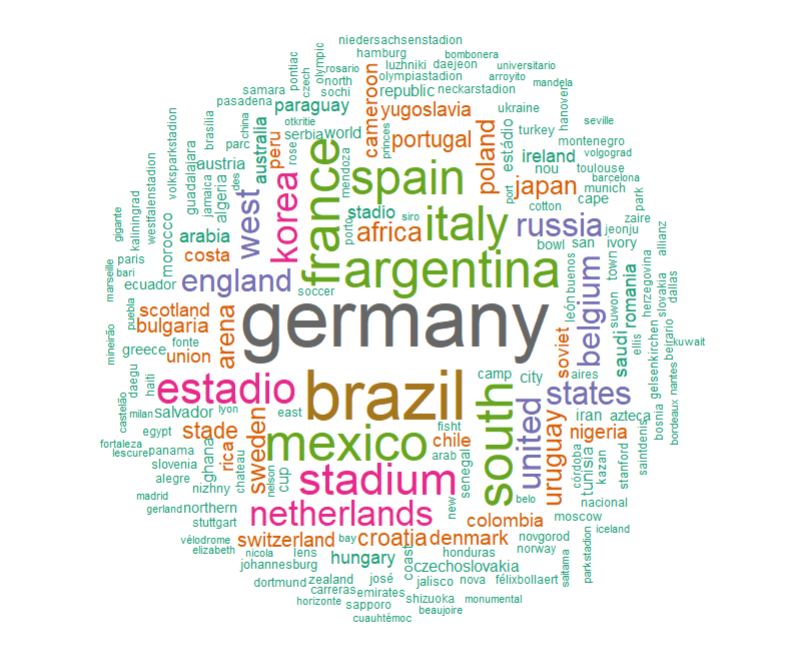 niedersachsenstadion
hamburg
bombonera
luzhniki
daejeon
universitario
pontiac
olympic
czech
rosario
north
olympiastadion
arroyito
mandela
samara
sochi
cameroon
republic
neckarstadion
hanover
pasadena
paraguay
yugoslavia
ukraine
seville
brasília
china
otkritie
serbia
world
princes
portugal
poland
estádio
turkey
montenegro
volksparkstadion
parc
australia
peru
rose
france
mendoza
spain
ireland
volgograd
guadalajara
austria
korea
nou
toulouse
barcelona
westfalenstadion
jamaica
algeria
des
west
port
japan
munich
park
kaliningrad
stadio
siro
cotton
cape
gigante
morocco
arabia
porto
africa
italy
russia
jeonju
zaire
costa
bowl
san
ivory
allianz
paris
argentina
belgium
león
buenos
town
herzegovina
marseille
bari
ecuador
england
soccer
suwon
romania
slovakia
dallas
puebla
scotland
bulgaria
arena
germany
soviet
saudi
ellis
gelsenkirchen
beirario
mineirão
greece
fonte
union
kuwait
daegu
haiti
estadio
brazil
camp
city
aires
nantes
castelão
milan
salvador
lyon
east
south
united
states
iran
azteca
bosnia
bordeaux
egypt
stade
sweden
mexico
fisht
chile
uruguay
nigeria
saintdenis
fortaleza
lescure
panama
ghana
rica
arab
senegal
córdoba
tunisia
stanford
slovenia
alegre
chateau
nelson
cup
stadium
kazan
madrid
nizhny
new
belo
nacional
gerland
northern
netherlands
colombia
moscow
stuttgart
iceland
vélodrome
switzerland
bay
croatia
denmark
novgorod
elizabeth
nicola
lens
hungary
coast
honduras
norway
saitama
parkstadion
johannesburg
czechoslovakia
dortmund
zealand
josé
jalisco
nova
félixbollaert
carreras
emirates
horizonte
sapporo
shizuoka
monumental
beaujoire
cuauhtémoc